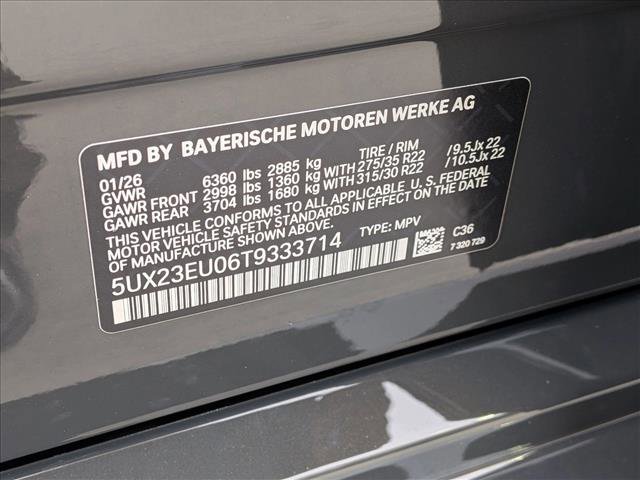 MFD BY BAYERISCHE MOTOREN WERKE AG
01/26 TIRE / RIM
GVWR 6360 lbs 2885 kg
GAWR FRONT 2998 lbs 1360 kg WITH 275/35 R22 /9.5Jx 22
GAWR REAR 3704 lbs 1680 kg WITH 315/30 R22 /10.5Jx 22
THIS VEHICLE CONFORMS TO ALL APPLICABLE U. S. FEDERAL
MOTOR VEHICLE SAFETY STANDARDS IN EFFECT ON THE DATE
OF MANUFACTURE SHOWN ABOVE.
5UX23EU06T9333714 TYPE: MPV C36
7 320 729